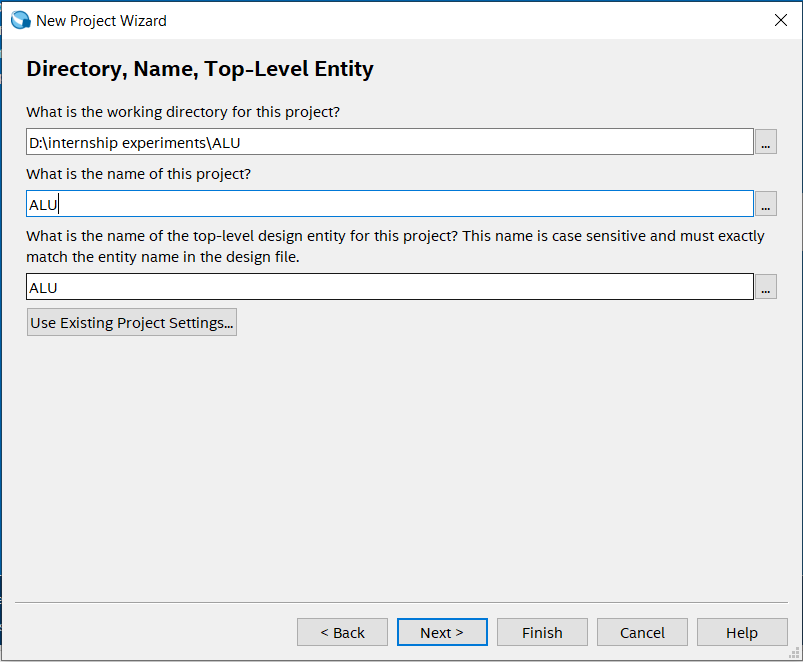 New Project Wizard
Directory, Name, Top-Level Entity
What is the working directory for this project?
D:\internship experiments\ALU
...
What is the name of this project?
ALU
...
What is the name of the top-level design entity for this project? This name is case sensitive and must exactly
match the entity name in the design file.
ALU
...
Use Existing Project Settings...
< Back Next > Finish Cancel Help